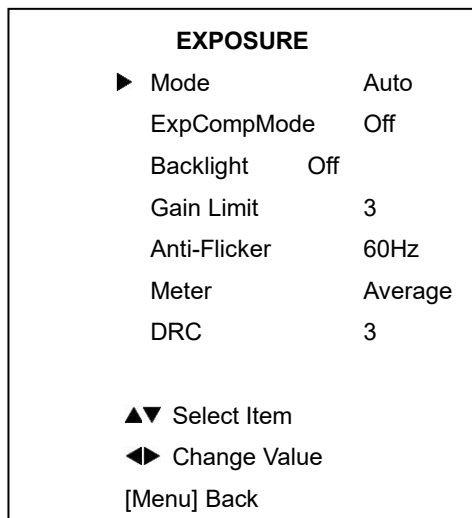 EXPOSURE
▶ Mode Auto
ExpCompMode Off
Backlight Off
Gain Limit 3
Anti-Flicker 60Hz
Meter Average
DRC 3
▲▼ Select Item
◀▶ Change Value
[Menu] Back